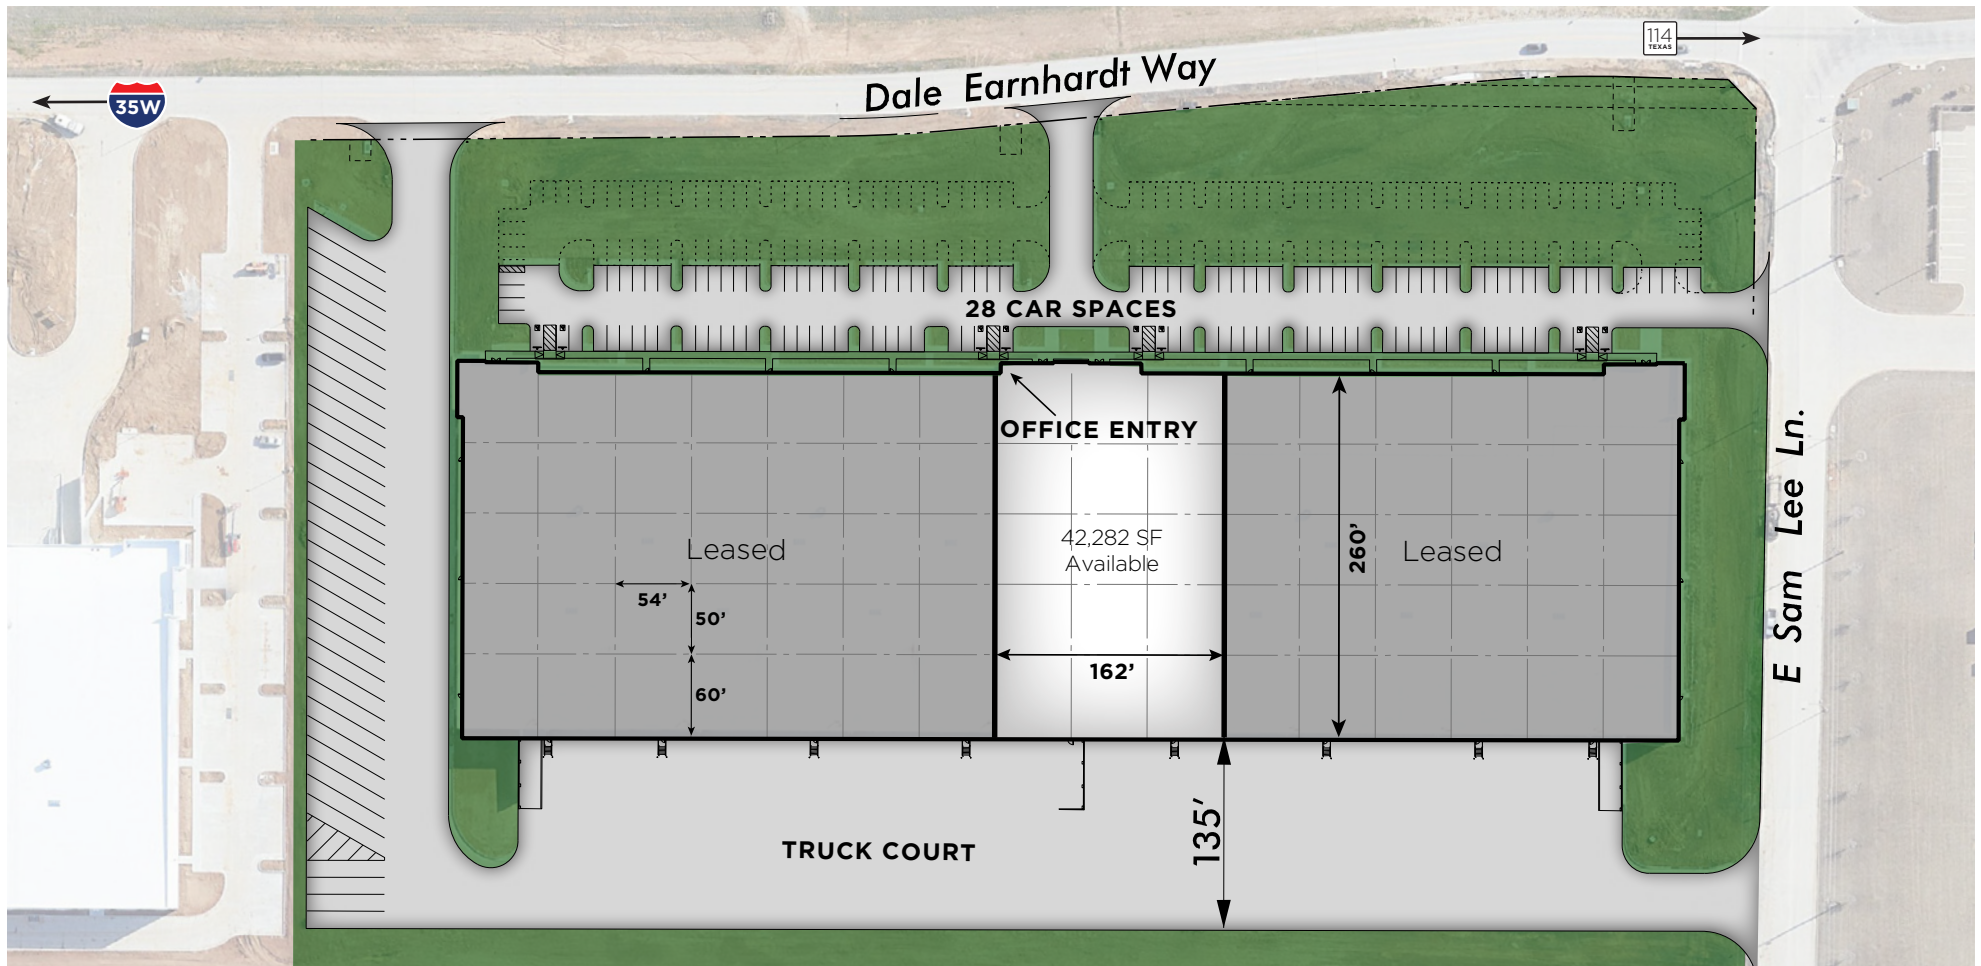 114
TEXAS
35W
Dale Earnhardt Way
28 CAR SPACES
OFFICE ENTRY
E Sam Lee Ln.
42,282 SF
Available
Leased
260’
Leased
54’
50’
162’
60’
135’
TRUCK COURT